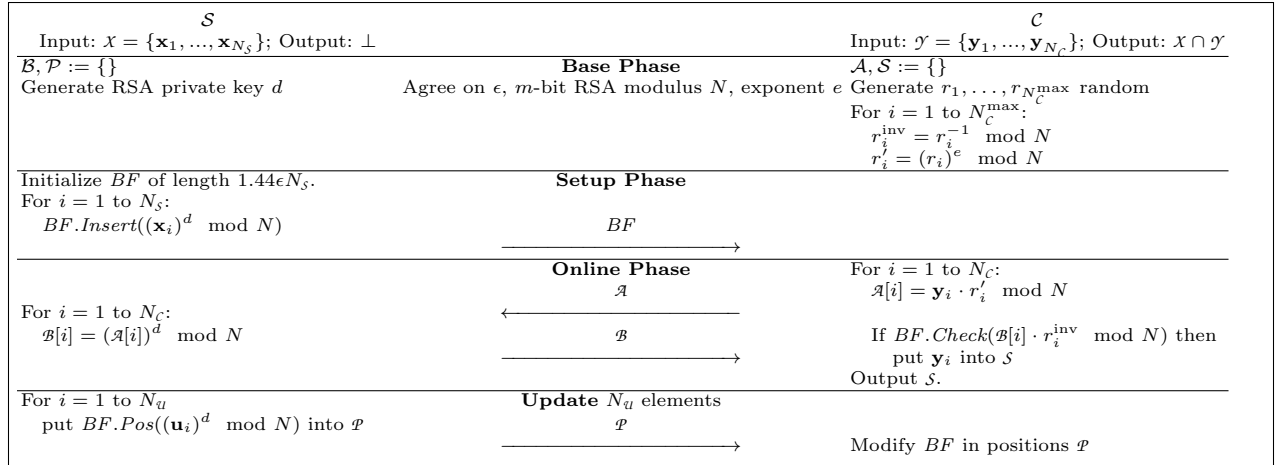 𝒮 𝒞
Input: 𝒳 = {x₁, ..., x_{N_𝒮}}; Output: ⊥ Input: 𝒴 = {y₁, ..., y_{N_𝒞}}; Output: 𝒳 ∩ 𝒴
ℬ, 𝒫 := {} Base Phase 𝒜, 𝒮 := {}
Generate RSA private key d Agree on ϵ, m-bit RSA modulus N, exponent e Generate r₁, . . . , r_{N_𝒞^max} random
For i = 1 to N_𝒞^max:
r_i^inv = r_i^{-1} mod N
r′_i = (r_i)^e mod N
Initialize BF of length 1.44ϵN_𝒮. Setup Phase
For i = 1 to N_𝒮:
BF.Insert((x_i)^d mod N) BF
Online Phase For i = 1 to N_𝒞:
𝒜 𝒜[i] = y_i · r′_i mod N
For i = 1 to N_𝒞:
ℬ[i] = (𝒜[i])^d mod N ℬ If BF.Check(ℬ[i] · r_i^inv mod N) then
put y_i into 𝒮
Output 𝒮.
For i = 1 to N_𝒰 Update N_𝒰 elements
put BF.Pos((u_i)^d mod N) into 𝒫 𝒫
Modify BF in positions 𝒫